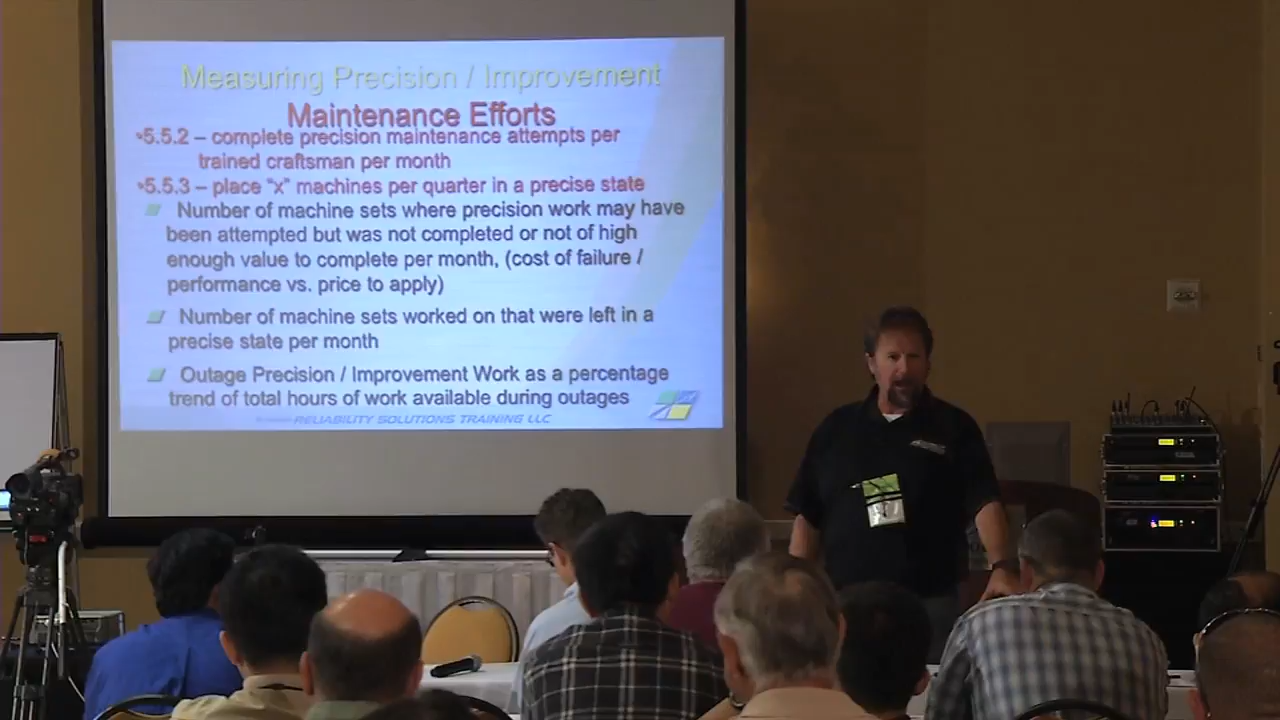 Measuring Precision / Improvement
Maintenance Efforts
•5.5.2 – complete precision maintenance attempts per
trained craftsman per month
•5.5.3 – place “x” machines per quarter in a precise state
Number of machine sets where precision work may have
been attempted but was not completed or not of high
enough value to complete per month, (cost of failure /
performance vs. price to apply)
Number of machine sets worked on that were left in a
precise state per month
Outage Precision / Improvement Work as a percentage
trend of total hours of work available during outages
RELIABILITY SOLUTIONS TRAINING LLC